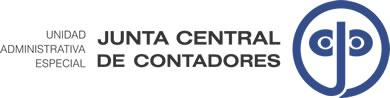 UNIDAD
ADMINISTRATIVA
ESPECIAL
JUNTA CENTRAL
DE CONTADORES